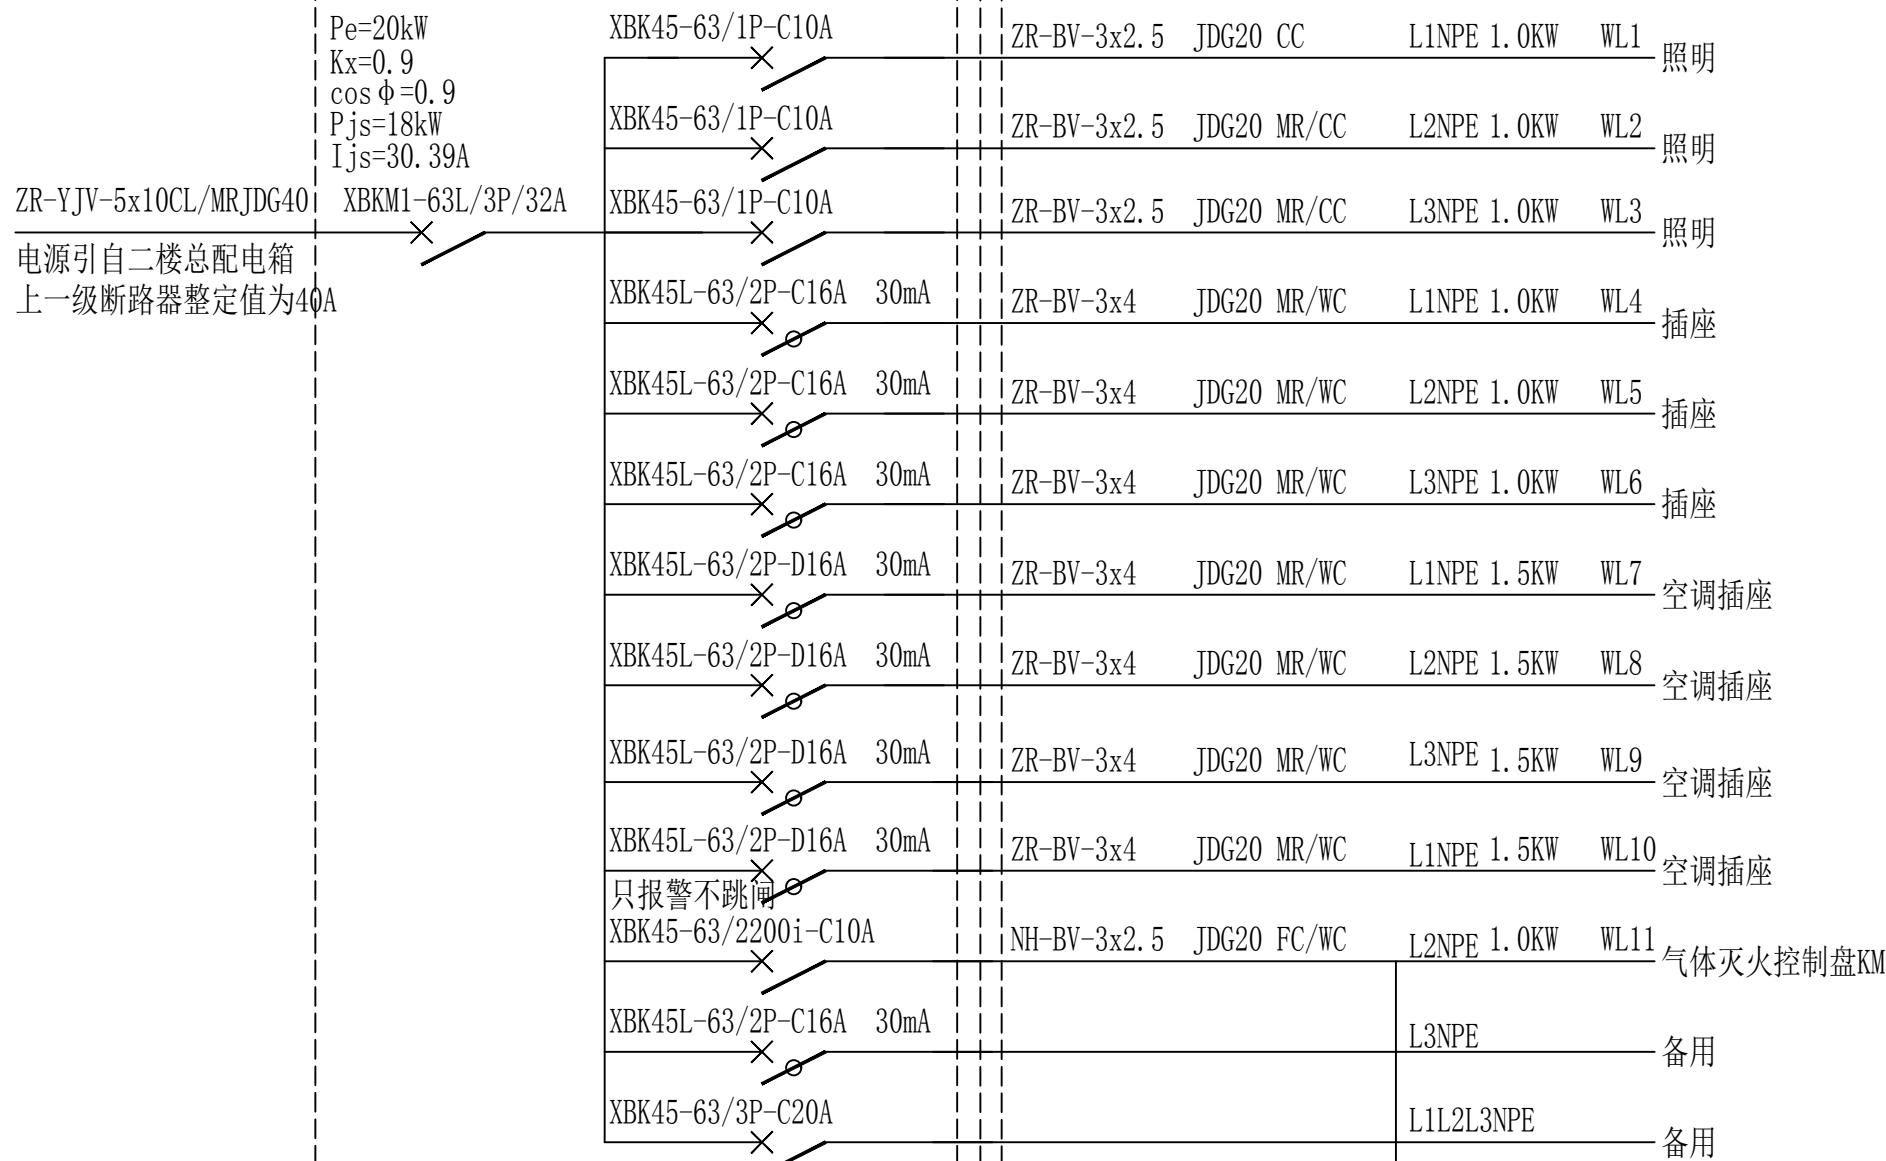 Pe=20kW
Kx=0.9
cosφ=0.9
Pjs=18kW
Ijs=30.39A
ZR-YJV-5x10CL/MRJDG40 XBKM1-63L/3P/32A
电源引自二楼总配电箱
上一级断路器整定值为40A
XBK45-63/1P-C10A ZR-BV-3x2.5 JDG20 CC L1NPE 1.0KW WL1 照明
XBK45-63/1P-C10A ZR-BV-3x2.5 JDG20 MR/CC L2NPE 1.0KW WL2 照明
XBK45-63/1P-C10A ZR-BV-3x2.5 JDG20 MR/CC L3NPE 1.0KW WL3 照明
XBK45L-63/2P-C16A 30mA ZR-BV-3x4 JDG20 MR/WC L1NPE 1.0KW WL4 插座
XBK45L-63/2P-C16A 30mA ZR-BV-3x4 JDG20 MR/WC L2NPE 1.0KW WL5 插座
XBK45L-63/2P-C16A 30mA ZR-BV-3x4 JDG20 MR/WC L3NPE 1.0KW WL6 插座
XBK45L-63/2P-D16A 30mA ZR-BV-3x4 JDG20 MR/WC L1NPE 1.5KW WL7 空调插座
XBK45L-63/2P-D16A 30mA ZR-BV-3x4 JDG20 MR/WC L2NPE 1.5KW WL8 空调插座
XBK45L-63/2P-D16A 30mA ZR-BV-3x4 JDG20 MR/WC L3NPE 1.5KW WL9 空调插座
XBK45L-63/2P-D16A 30mA ZR-BV-3x4 JDG20 MR/WC L1NPE 1.5KW WL10 空调插座
只报警不跳闸
XBK45-63/2200i-C10A NH-BV-3x2.5 JDG20 FC/WC L2NPE 1.0KW WL11 气体灭火控制盘KM
XBK45L-63/2P-C16A 30mA L3NPE 备用
XBK45-63/3P-C20A L1L2L3NPE 备用